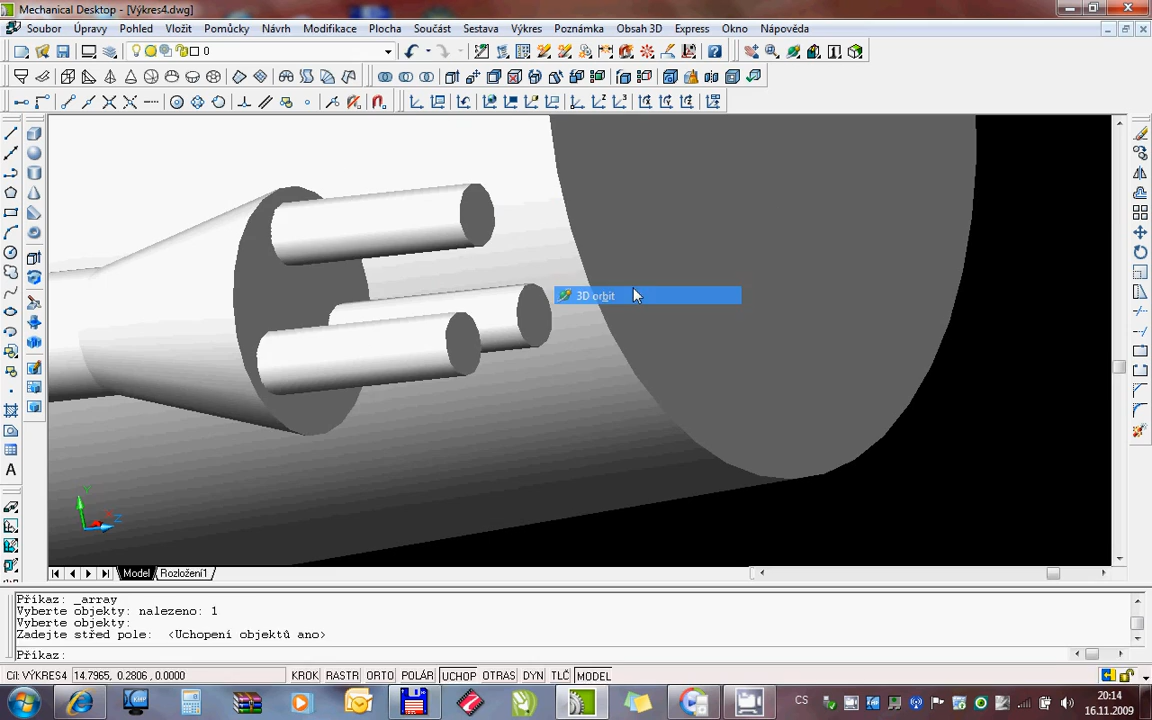 Mechanical Desktop - [Výkres4.dwg]
Soubor Úpravy Pohled Vložit Pomůcky Návrh Modifikace Plocha Součást Sestava Výkres Poznámka Obsah 3D Express Okno Nápověda
0
3D orbit
Y
Z
Model Rozložení1
Příkaz: _array
Vyberte objekty: nalezeno: 1
Vyberte objekty:
Zadejte střed pole: <Uchopení objektů ano>
Příkaz:
Cíl: VÝKRES4 14.7965, 0.2806, 0.0000 KROK RASTR ORTO POLÁR UCHOP OTRAS DYN TLČ MODEL
CS
20:14
16.11.2009